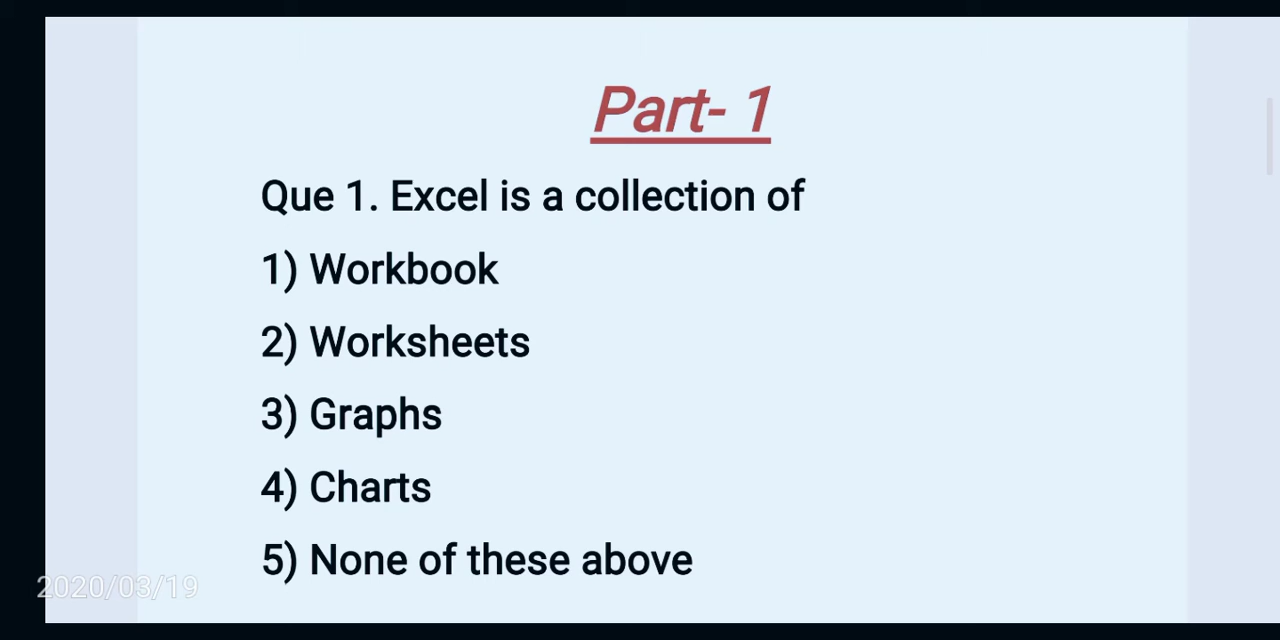 Part- 1
Que 1. Excel is a collection of
1) Workbook
2) Worksheets
3) Graphs
4) Charts
5) None of these above
2020/03/19